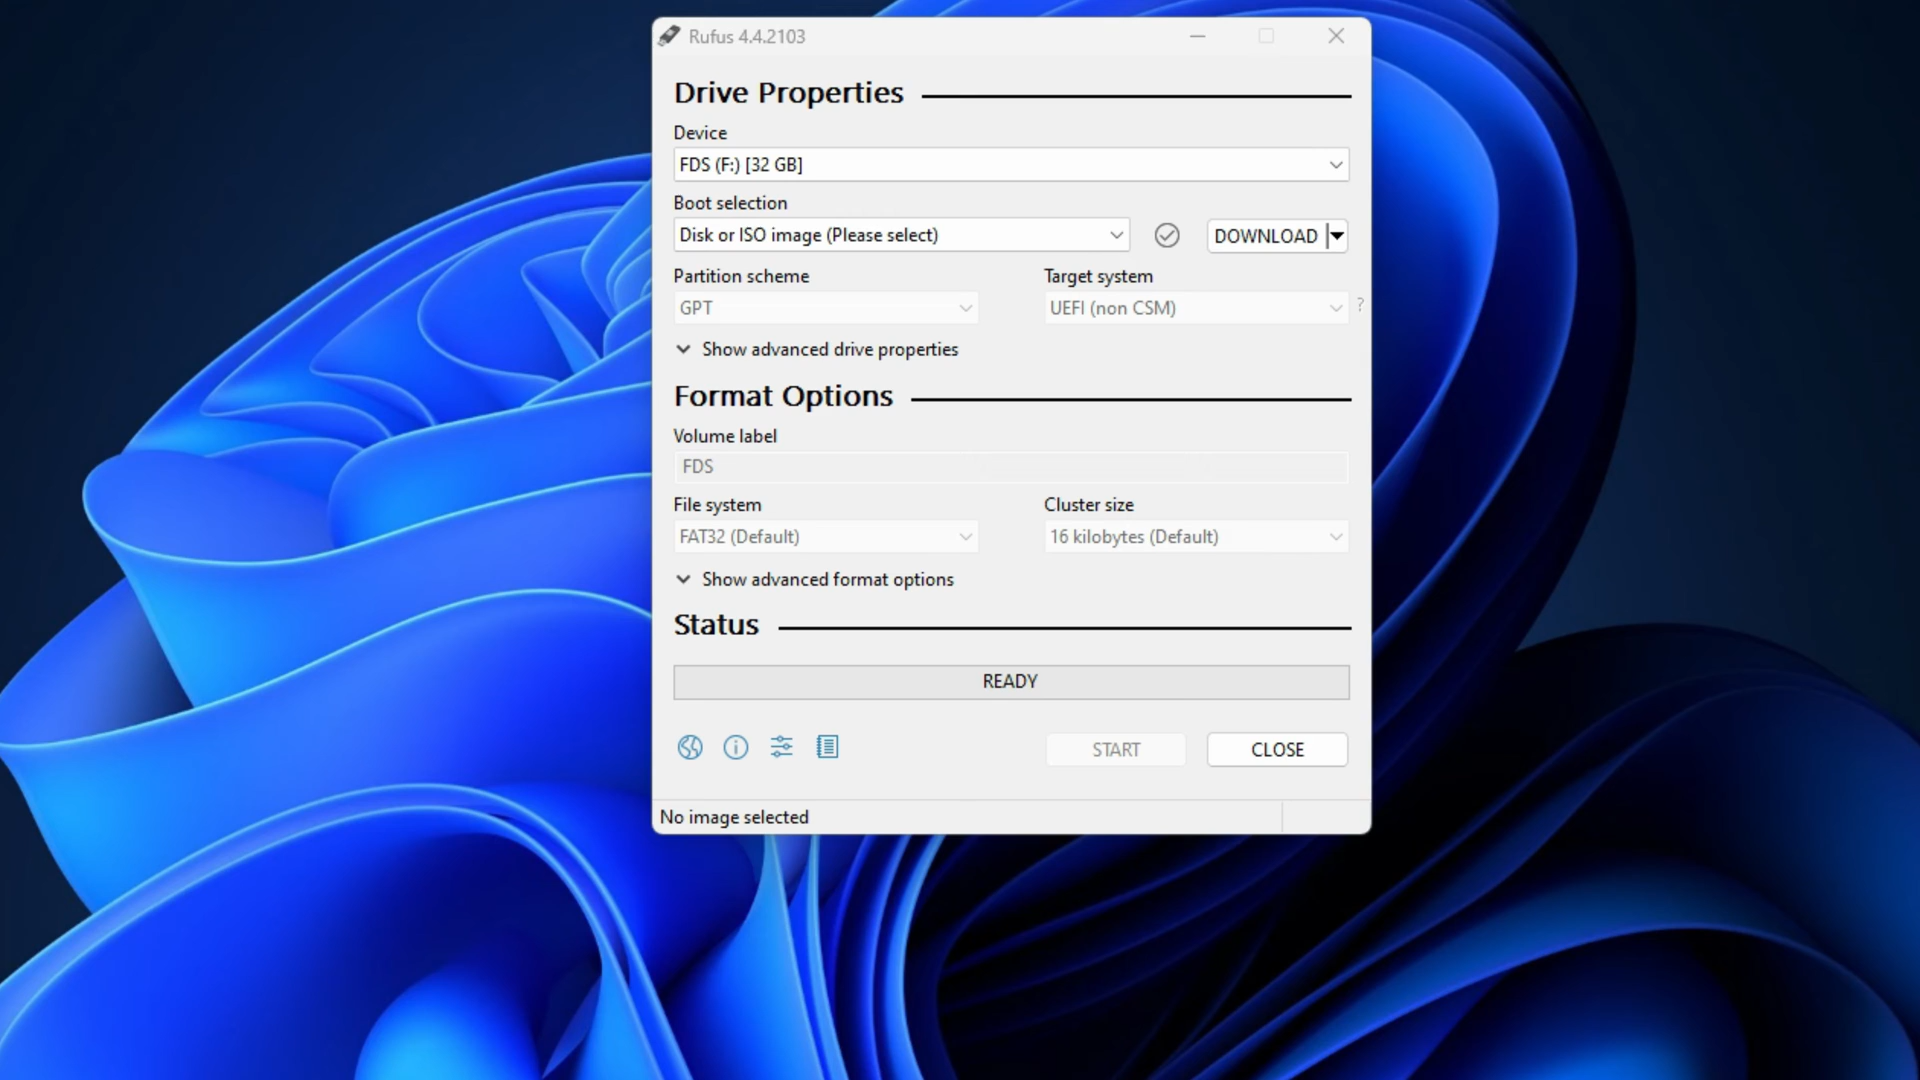 Rufus 4.4.2103
Drive Properties
Device
FDS (F:) [32 GB]
Boot selection
Disk or ISO image (Please select)
DOWNLOAD
Partition scheme
Target system
GPT
UEFI (non CSM)
?
Show advanced drive properties
Format Options
Volume label
FDS
File system
Cluster size
FAT32 (Default)
16 kilobytes (Default)
Show advanced format options
Status
READY
START
CLOSE
No image selected